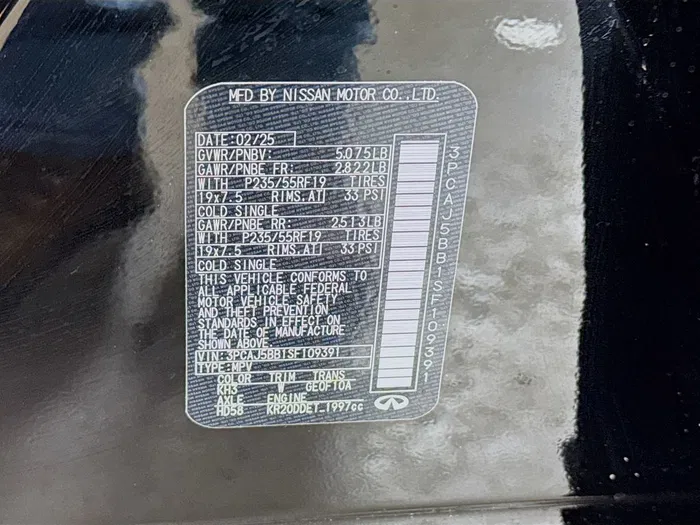 MFD BY NISSAN MOTOR CO.,LTD.
DATE:02/25
GVWR/PNBV: 5,075LB
GAWR/PNBE FR: 2,822LB
WITH P235/55RF19 TIRES
19x7.5 RIMS,AT 33 PSI
COLD SINGLE
GAWR/PNBE RR: 2513LB
WITH P235/55RF19 TIRES
19x7.5 RIMS,AT 33 PSI
COLD SINGLE
THIS VEHICLE CONFORMS TO
ALL APPLICABLE FEDERAL
MOTOR VEHICLE SAFETY
AND THEFT PREVENTION
STANDARDS IN EFFECT ON
THE DATE OF MANUFACTURE
SHOWN ABOVE.
VIN: 3PCAJ5BB1SF109391
TYPE:MPV
COLOR TRIM TRANS
KH3 V GE0F10A
AXLE ENGINE
HD58 KR20DDET 1997cc
3PCAJ5BB1SF109391